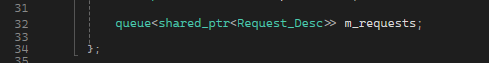 31
32 queue<shared_ptr<Request_Desc>> m_requests;
33
34 };
35